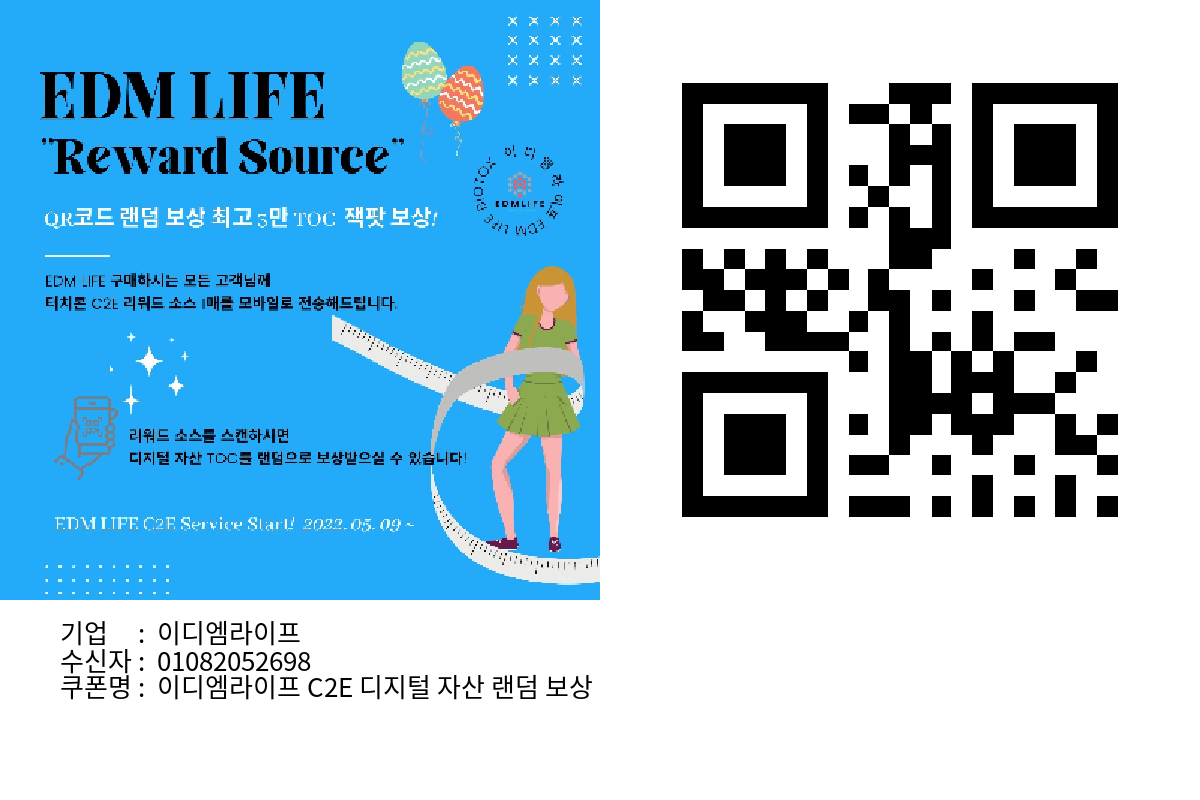 EDM LIFE
"Reward Source"
이디엠라이프 EDM LIFE BIOTOX
EDMLIFE
QR코드 랜덤 보상 최고 5만 TOC 잭팟 보상!
EDM LIFE 구매하시는 모든 고객님께
터치콘 C2E 리워드 소스 1매를 모바일로 전송해드립니다.
리워드 소스를 스캔하시면
디지털 자산 TOC를 랜덤으로 보상받으실 수 있습니다!
EDM LIFE C2E Service Start! 2022. 05. 09 ~
기업 : 이디엠라이프
수신자 : 01082052698
쿠폰명 : 이디엠라이프 C2E 디지털 자산 랜덤 보상